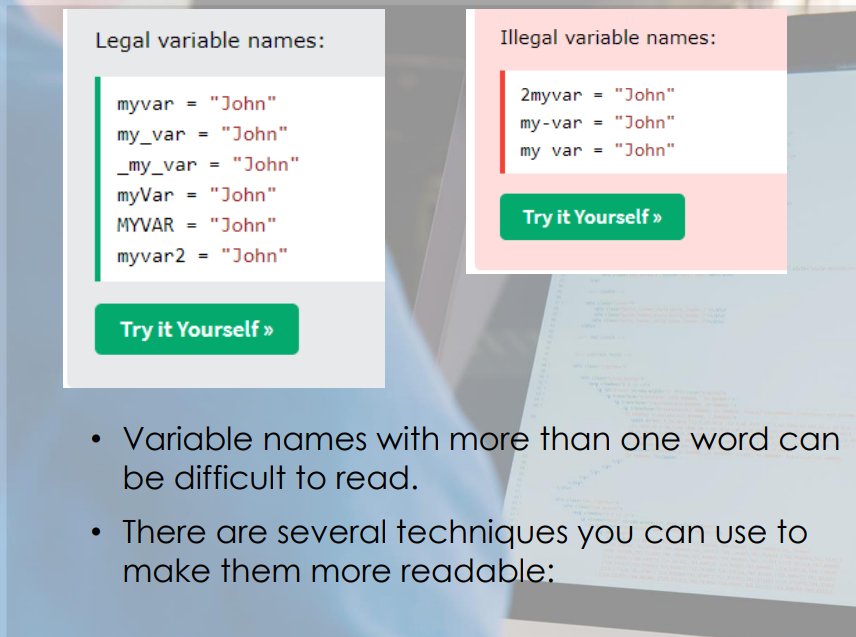 Legal variable names:
myvar = "John"
my_var = "John"
_my_var = "John"
myVar = "John"
MYVAR = "John"
myvar2 = "John"
Try it Yourself »
Illegal variable names:
2myvar = "John"
my-var = "John"
my var = "John"
Try it Yourself »
• Variable names with more than one word can
be difficult to read.
• There are several techniques you can use to
make them more readable: